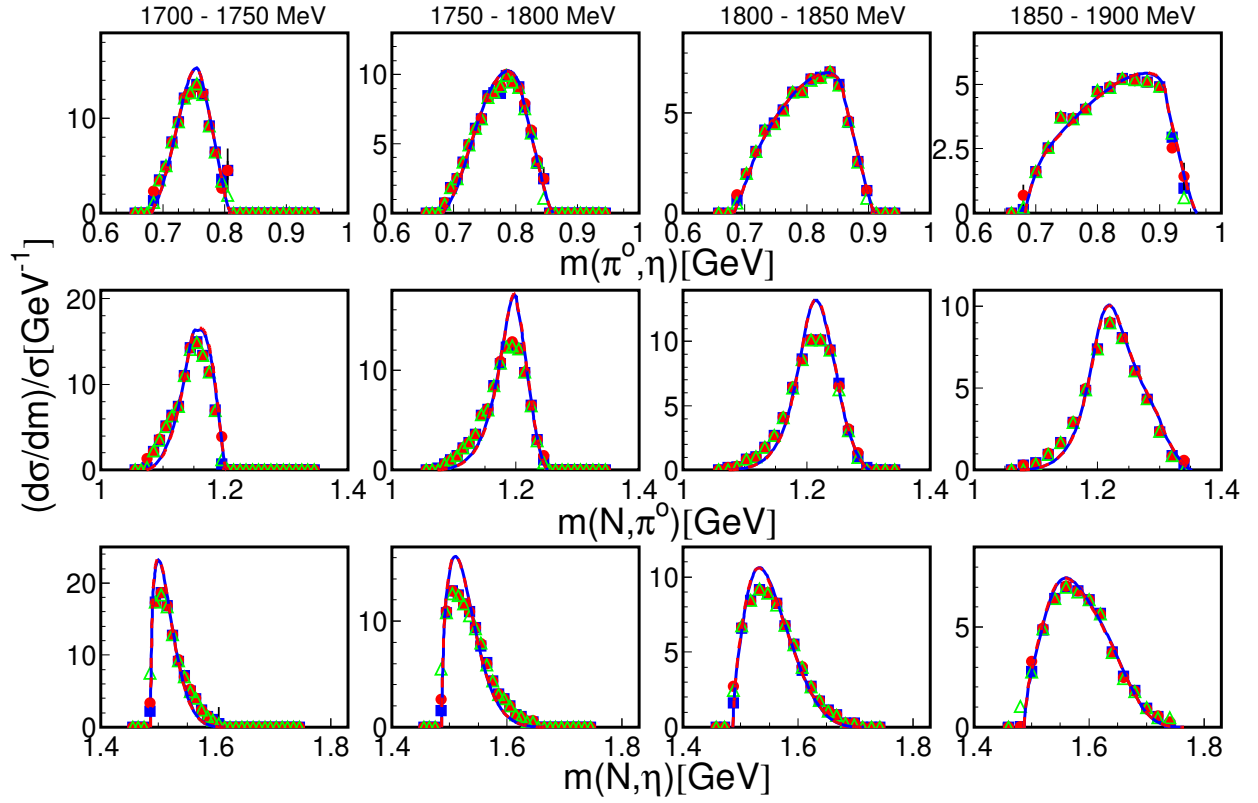 1700 - 1750 MeV 1750 - 1800 MeV 1800 - 1850 MeV 1850 - 1900 MeV
10 10 5 5
0 0 0 2.5
0.6 0.7 0.8 0.9 1 0.6 0.7 0.8 0.9 1 0.6 0.7 0.8 0.9 1 0.6 0.7 0.8 0.9 1
0
m(π°,η)[GeV]
(dσ/dm)/σ[GeV⁻¹]
20 10 10 10
10 5 5
0 0 0 0
1 1.2 1.4 1 1.2 1.4 1 1.2 1.4 1 1.2 1.4
m(N,π°)[GeV]
20 10 10 5
10 5
0 0 0 0
1.4 1.6 1.8 1.4 1.6 1.8 1.4 1.6 1.8 1.4 1.6 1.8
m(N,η)[GeV]